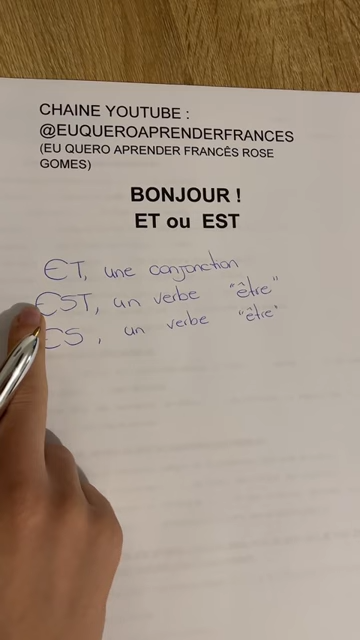 CHAINE YOUTUBE :
@EUQUEROAPRENDERFRANCES
(EU QUERO APRENDER FRANCÊS ROSE
GOMES)
BONJOUR !
ET ou EST
ET, une conjonction
EST, un verbe "être"
ES, un verbe "être"